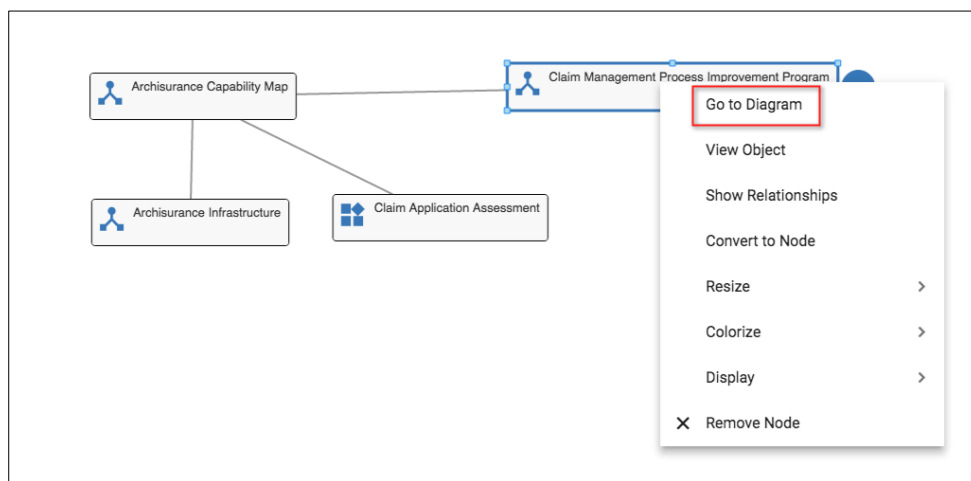 Archisurance Capability Map
Claim Management Process Improvement Program
Archisurance Infrastructure
Claim Application Assessment
Go to Diagram
View Object
Show Relationships
Convert to Node
Resize
Colorize
Display
Remove Node